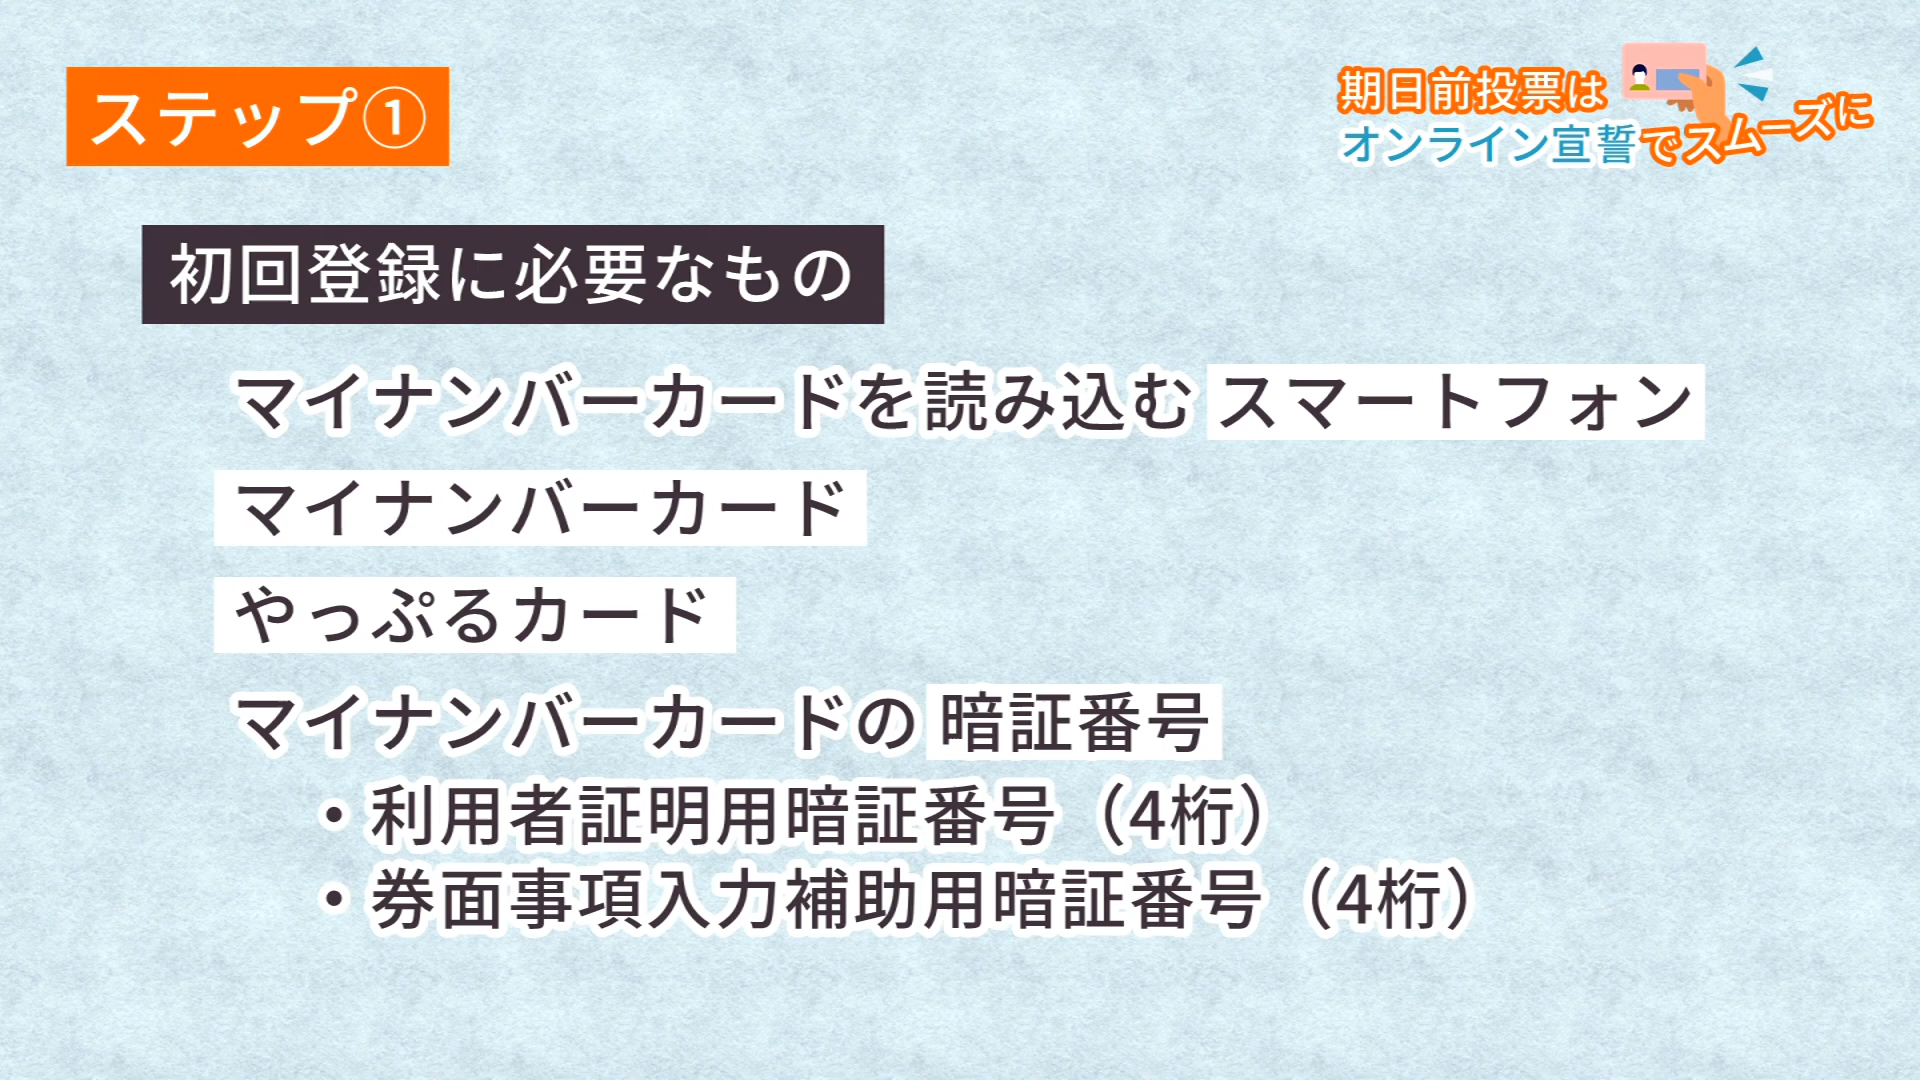 ステップ①
期日前投票は
オンライン宣誓でスムーズに
初回登録に必要なもの
マイナンバーカードを読み込む スマートフォン
マイナンバーカード
やっぷるカード
マイナンバーカードの 暗証番号
・利用者証明用暗証番号（4桁）
・券面事項入力補助用暗証番号（4桁）